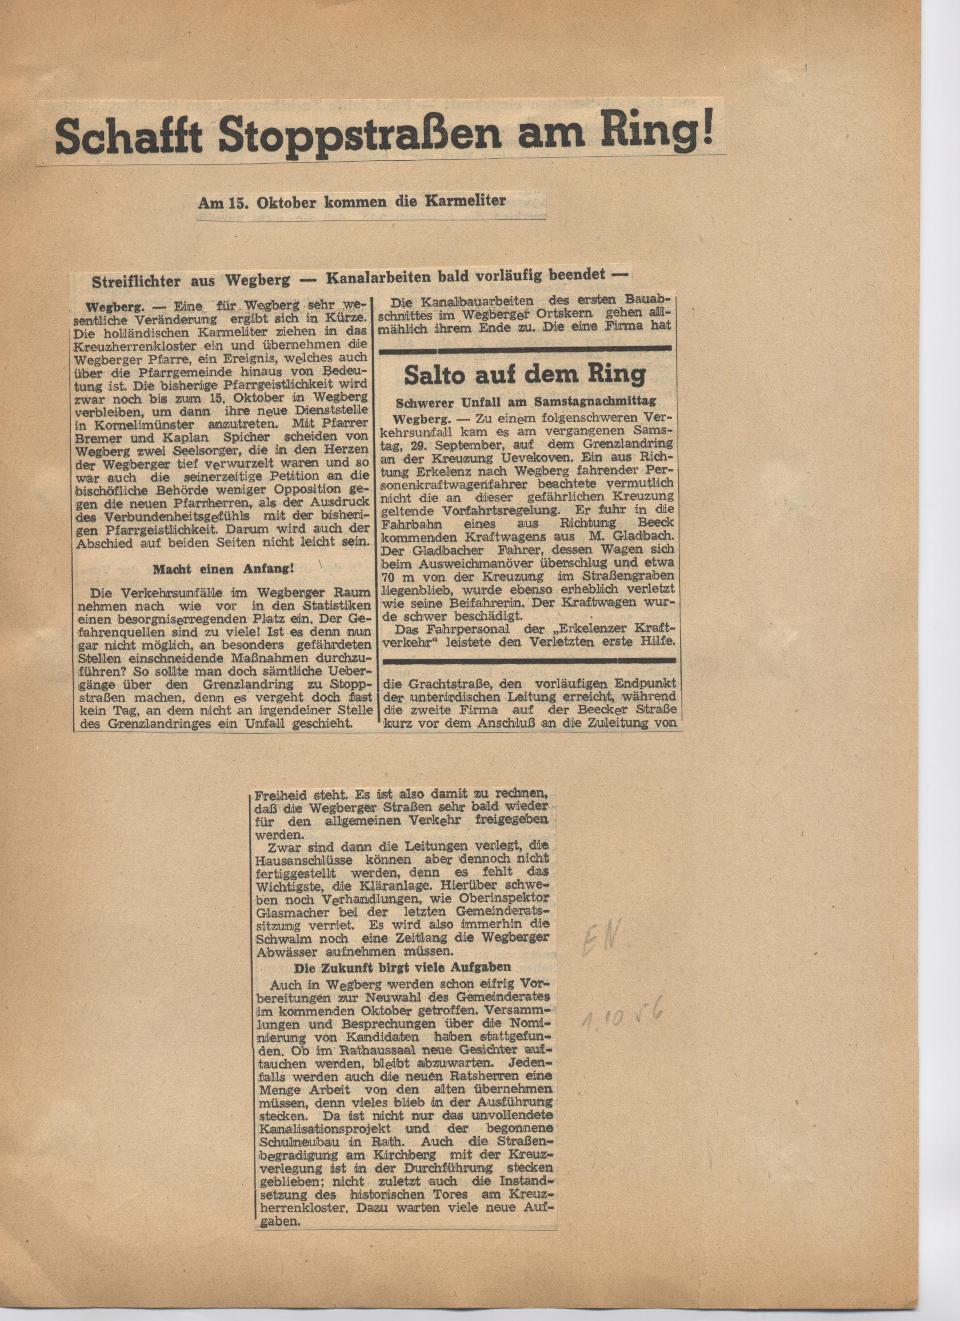 Schafft Stoppstraßen am Ring!
Am 15. Oktober kommen die Karmeliter
Streiflichter aus Wegberg — Kanalarbeiten bald vorläufig beendet —
Wegberg. — Eine für Wegberg sehr we-
sentliche Veränderung ergibt sich in Kürze.
Die holländischen Karmeliter ziehen in das
Kreuzherrenkloster ein und übernehmen die
Wegberger Pfarre, ein Ereignis, welches auch
über die Pfarrgemeinde hinaus von Bedeu-
tung ist. Die bisherige Pfarrgeistlichkeit wird
zwar noch bis zum 15. Oktober in Wegberg
verbleiben, um dann ihre neue Dienststelle
in Kornelimünster anzutreten. Mit Pfarrer
Bremer und Kaplan Spicher scheiden von
Wegberg zwei Seelsorger, die in den Herzen
der Wegberger tief verwurzelt waren und so
war auch die seinerzeitige Petition an die
bischöfliche Behörde weniger Opposition ge-
gen die neuen Pfarrherren, als der Ausdruck
des Verbundenheitsgefühls mit der bisheri-
gen Pfarrgeistlichkeit. Darum wird auch der
Abschied auf beiden Seiten nicht leicht sein.
Macht einen Anfang!
Die Verkehrsunfälle im Wegberger Raum
nehmen nach wie vor in den Statistiken
einen besorgniserregenden Platz ein. Der Ge-
fahrenquellen sind zu viele! Ist es denn nun
gar nicht möglich, an besonders gefährdeten
Stellen einschneidende Maßnahmen durchzu-
führen? So sollte man doch sämtliche Ueber-
gänge über den Grenzlandring zu Stopp-
straßen machen, denn es vergeht doch fast
kein Tag, an dem nicht an irgendeiner Stelle
des Grenzlandringes ein Unfall geschieht.
Die Kanalbauarbeiten des ersten Bauab-
schnittes im Wegberger Ortskern gehen all-
mählich ihrem Ende zu. Die eine Firma hat
Salto auf dem Ring
Schwerer Unfall am Samstagnachmittag
Wegberg. — Zu einem folgenschweren Ver-
kehrsunfall kam es am vergangenen Sams-
tag, 29. September, auf dem Grenzlandring
an der Kreuzung Uevekoven. Ein aus Rich-
tung Erkelenz nach Wegberg fahrender Per-
sonenkraftwagenfahrer beachtete vermutlich
nicht die an dieser gefährlichen Kreuzung
geltende Vorfahrtsregelung. Er fuhr in die
Fahrbahn eines aus Richtung Beeck
kommenden Kraftwagens aus M. Gladbach.
Der Gladbacher Fahrer, dessen Wagen sich
beim Ausweichmanöver überschlug und etwa
70 m von der Kreuzung im Straßengraben
liegenblieb, wurde ebenso erheblich verletzt
wie seine Beifahrerin. Der Kraftwagen wur-
de schwer beschädigt.
Das Fahrpersonal der „Erkelenzer Kraft-
verkehr“ leistete den Verletzten erste Hilfe.
die Grachtstraße, den vorläufigen Endpunkt
der unterirdischen Leitung erreicht, während
die zweite Firma auf der Beecker Straße
kurz vor dem Anschluß an die Zuleitung von
Freiheid steht. Es ist also damit zu rechnen,
daß die Wegberger Straßen sehr bald wieder
für den allgemeinen Verkehr freigegeben
werden.
Zwar sind dann die Leitungen verlegt, die
Hausanschlüsse können aber dennoch nicht
fertiggestellt werden, denn es fehlt das
Wichtigste, die Kläranlage. Hierüber schwe-
ben noch Verhandlungen, wie Oberinspektor
Glasmacher bei der letzten Gemeinderats-
sitzung verriet. Es wird also immerhin die
Schwalm noch eine Zeitlang die Wegberger
Abwässer aufnehmen müssen.
Die Zukunft birgt viele Aufgaben
Auch in Wegberg werden schon eifrig Vor-
bereitungen zur Neuwahl des Gemeinderates
im kommenden Oktober getroffen. Versamm-
lungen und Besprechungen über die Nomi-
nierung von Kandidaten haben stattgefun-
den. Ob im Rathaussaal neue Gesichter auf-
tauchen werden, bleibt abzuwarten. Jeden-
falls werden auch die neuen Ratsherren eine
Menge Arbeit von den alten übernehmen
müssen, denn vieles blieb in der Ausführung
stecken. Da ist nicht nur das unvollendete
Kanalisationsprojekt und der begonnene
Schulneubau in Rath. Auch die Straßen-
begradigung am Kirchberg mit der Kreuz-
verlegung ist in der Durchführung stecken
geblieben; nicht zuletzt auch die Instand-
setzung des historischen Tores am Kreuz-
herrenkloster. Dazu warten viele neue Auf-
gaben.
EN
1.10 56